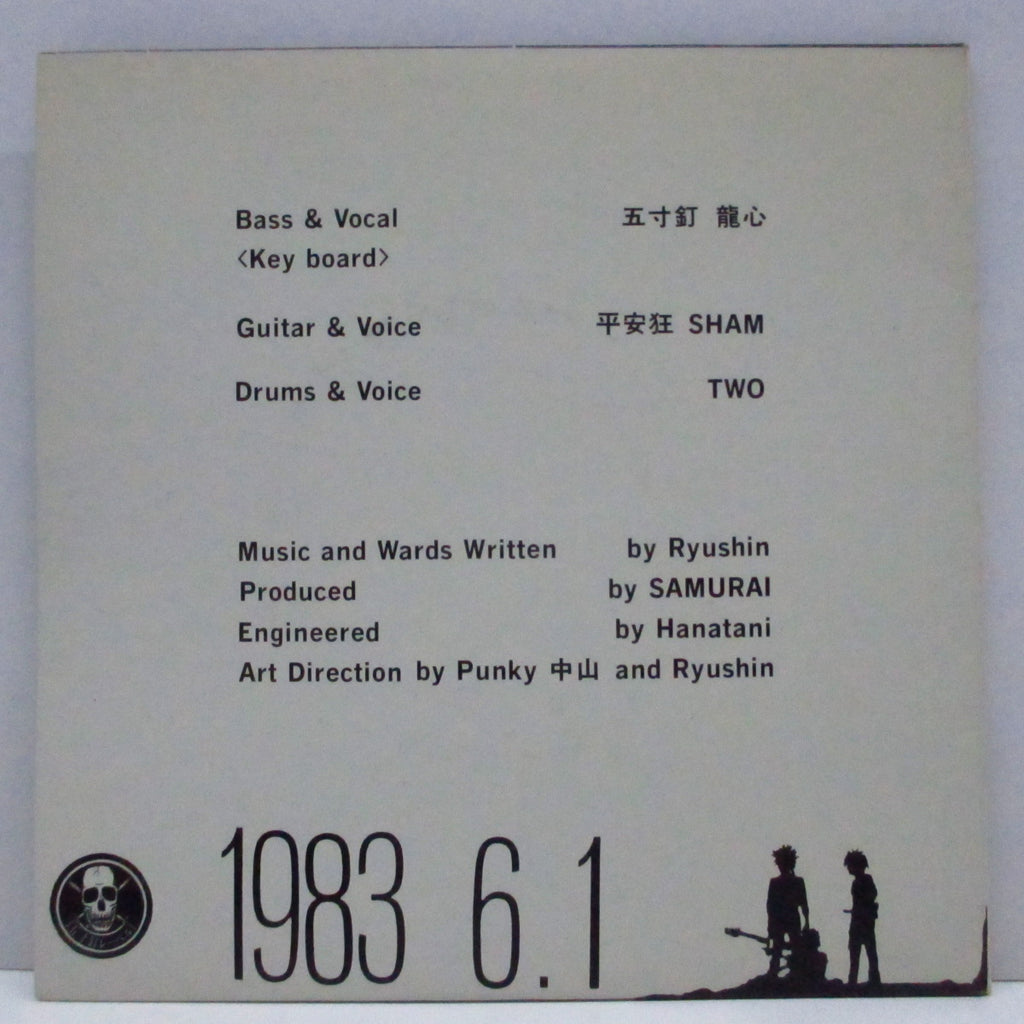 Bass & Vocal 五寸釘 龍心
〈Key board〉
Guitar & Voice 平安狂 SHAM
Drums & Voice TWO
Music and Wards Written by Ryushin
Produced by SAMURAI
Engineered by Hanatani
Art Direction by Punky 中山 and Ryushin
1983 6.1